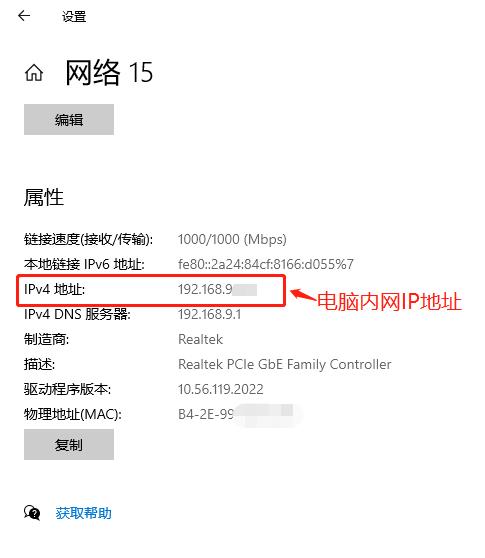 设置
网络 15
编辑
属性
链接速度(接收/传输): 1000/1000 (Mbps)
本地链接 IPv6 地址: fe80::2a24:84cf:8166:d055%7
IPv4 地址: 192.168.9
电脑内网IP地址
IPv4 DNS 服务器: 192.168.9.1
制造商: Realtek
描述: Realtek PCIe GbE Family Controller
驱动程序版本: 10.56.119.2022
物理地址(MAC): B4-2E-99
复制
获取帮助